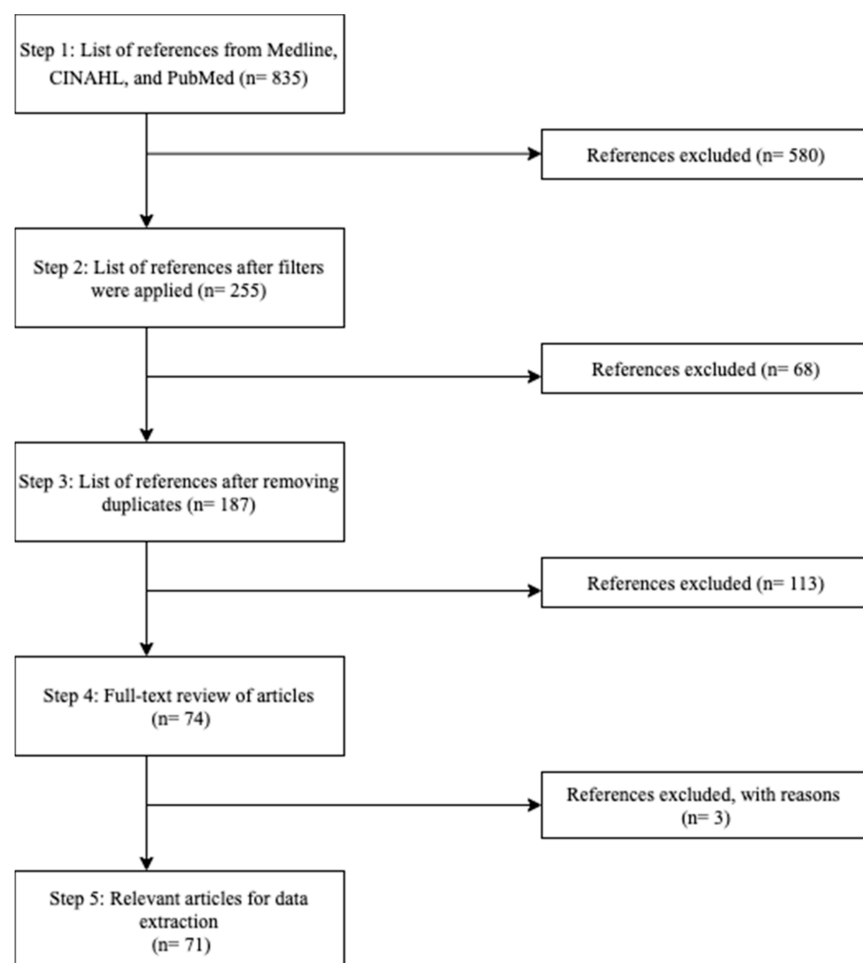 Step 1: List of references from Medline,
CINAHL, and PubMed (n= 835)
References excluded (n= 580)
Step 2: List of references after filters
were applied (n= 255)
References excluded (n= 68)
Step 3: List of references after removing
duplicates (n= 187)
References excluded (n= 113)
Step 4: Full-text review of articles
(n= 74)
References excluded, with reasons
(n= 3)
Step 5: Relevant articles for data
extraction
(n= 71)